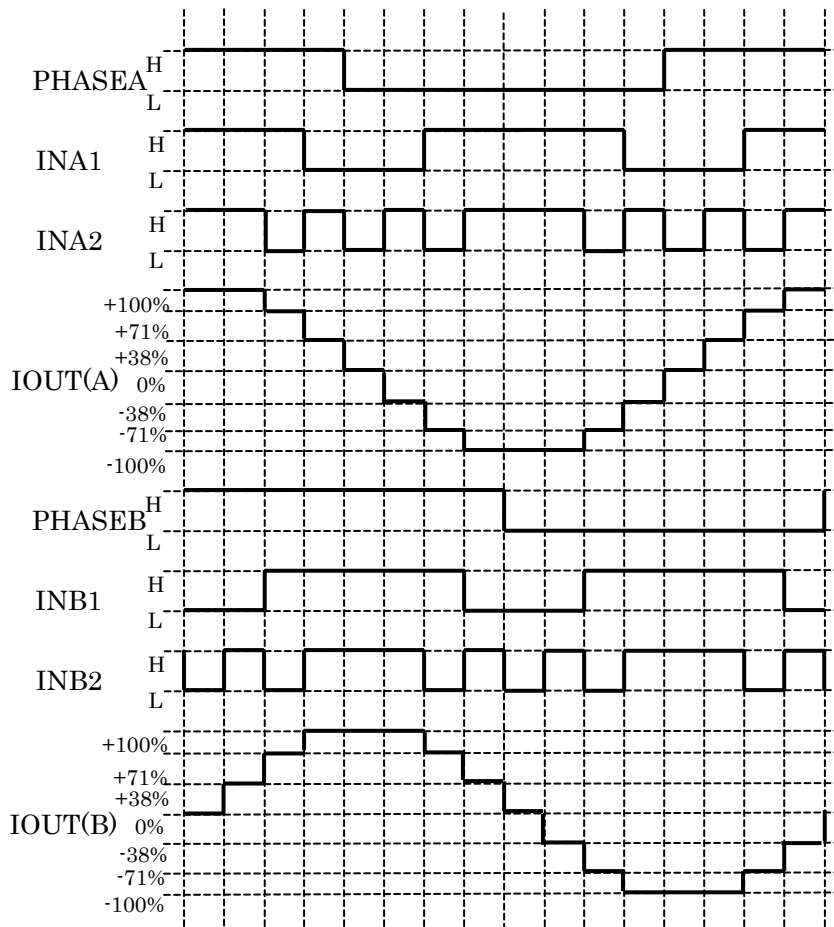 PHASEA H
L
INA1 H
L
INA2 H
L
+100%
+71%
+38%
IOUT(A) 0%
-38%
-71%
-100%
PHASEB H
L
INB1 H
L
INB2 H
L
+100%
+71%
+38%
IOUT(B) 0%
-38%
-71%
-100%